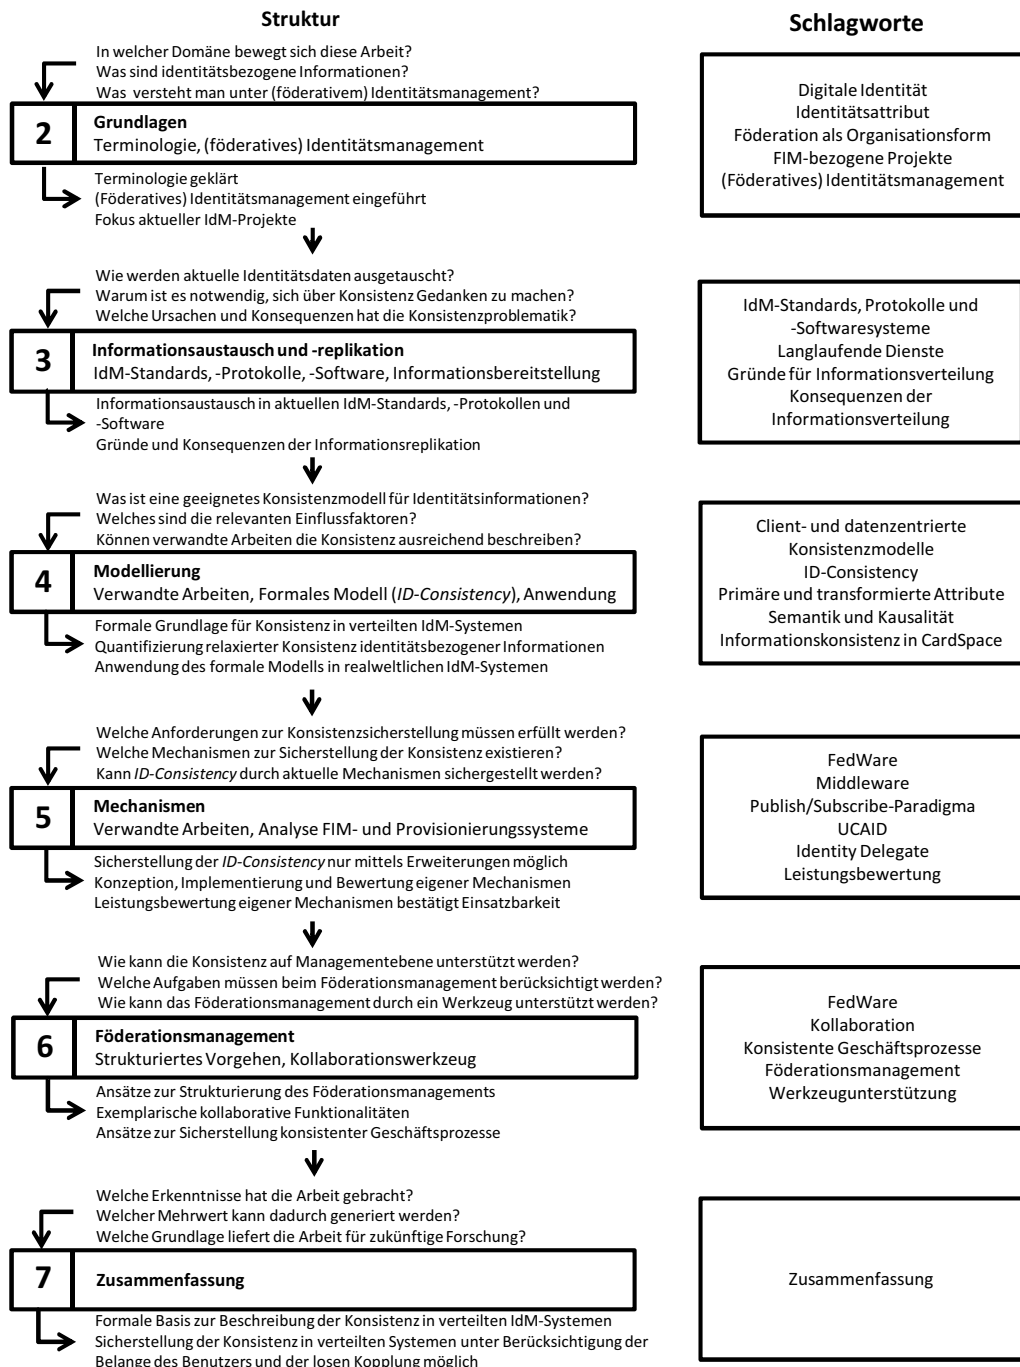 Struktur
Schlagworte
In welcher Domäne bewegt sich diese Arbeit?
Was sind identitätsbezogene Informationen?
Was versteht man unter (föderativem) Identitätsmanagement?
2
Grundlagen
Terminologie, (föderatives) Identitätsmanagement
Terminologie geklärt
(Föderatives) Identitätsmanagement eingeführt
Fokus aktueller IdM-Projekte
Digitale Identität
Identitätsattribut
Föderation als Organisationsform
FIM-bezogene Projekte
(Föderatives) Identitätsmanagement
Wie werden aktuelle Identitätsdaten ausgetauscht?
Warum ist es notwendig, sich über Konsistenz Gedanken zu machen?
Welche Ursachen und Konsequenzen hat die Konsistenzproblematik?
3
Informationsaustausch und -replikation
IdM-Standards, -Protokolle, -Software, Informationsbereitstellung
Informationsaustausch in aktuellen IdM-Standards, -Protokollen und
-Software
Gründe und Konsequenzen der Informationsreplikation
IdM-Standards, Protokolle und
-Softwaresysteme
Langlaufende Dienste
Gründe für Informationsverteilung
Konsequenzen der
Informationsverteilung
Was ist eine geeignetes Konsistenzmodell für Identitätsinformationen?
Welches sind die relevanten Einflussfaktoren?
Können verwandte Arbeiten die Konsistenz ausreichend beschreiben?
4
Modellierung
Verwandte Arbeiten, Formales Modell (ID-Consistency), Anwendung
Formale Grundlage für Konsistenz in verteilten IdM-Systemen
Quantifizierung relaxierter Konsistenz identitätsbezogener Informationen
Anwendung des formale Modells in realweltlichen IdM-Systemen
Client- und datenzentrierte
Konsistenzmodelle
ID-Consistency
Primäre und transformierte Attribute
Semantik und Kausalität
Informationskonsistenz in CardSpace
Welche Anforderungen zur Konsistenzsicherstellung müssen erfüllt werden?
Welche Mechanismen zur Sicherstellung der Konsistenz existieren?
Kann ID-Consistency durch aktuelle Mechanismen sichergestellt werden?
5
Mechanismen
Verwandte Arbeiten, Analyse FIM- und Provisionierungssysteme
Sicherstellung der ID-Consistency nur mittels Erweiterungen möglich
Konzeption, Implementierung und Bewertung eigener Mechanismen
Leistungsbewertung eigener Mechanismen bestätigt Einsatzbarkeit
FedWare
Middleware
Publish/Subscribe-Paradigma
UCAID
Identity Delegate
Leistungsbewertung
Wie kann die Konsistenz auf Managementebene unterstützt werden?
Welche Aufgaben müssen beim Föderationsmanagement berücksichtigt werden?
Wie kann das Föderationsmanagement durch ein Werkzeug unterstützt werden?
6
Föderationsmanagement
Strukturiertes Vorgehen, Kollaborationswerkzeug
Ansätze zur Strukturierung des Föderationsmanagements
Exemplarische kollaborative Funktionalitäten
Ansätze zur Sicherstellung konsistenter Geschäftsprozesse
FedWare
Kollaboration
Konsistente Geschäftsprozesse
Föderationsmanagement
Werkzeugunterstützung
Welche Erkenntnisse hat die Arbeit gebracht?
Welcher Mehrwert kann dadurch generiert werden?
Welche Grundlage liefert die Arbeit für zukünftige Forschung?
7
Zusammenfassung
Formale Basis zur Beschreibung der Konsistenz in verteilten IdM-Systemen
Sicherstellung der Konsistenz in verteilten Systemen unter Berücksichtigung der
Belange des Benutzers und der losen Kopplung möglich
Zusammenfassung